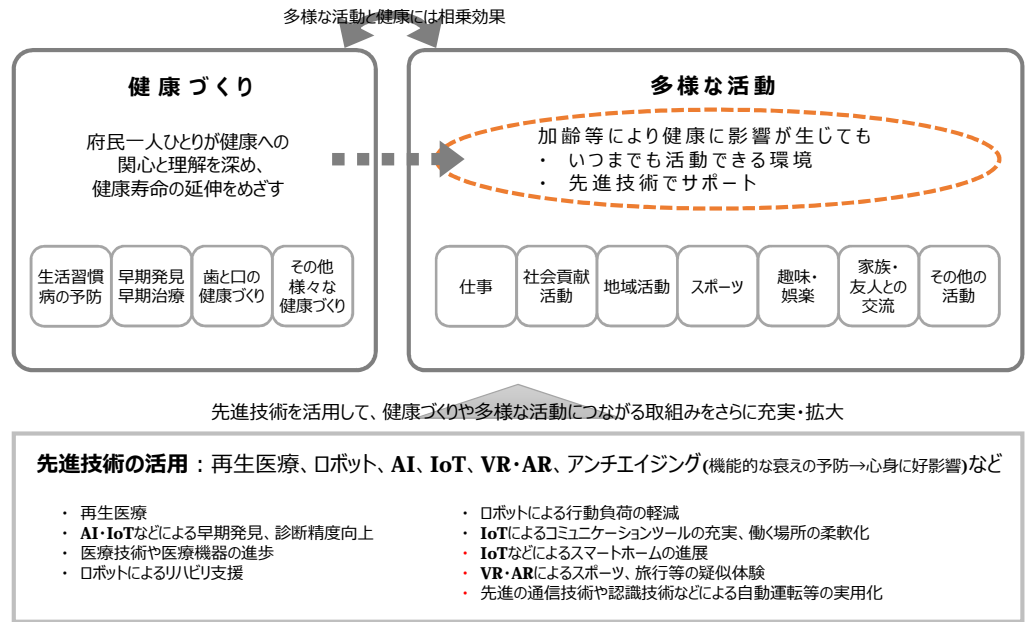 多様な活動と健康には相乗効果
健康づくり
府民一人ひとりが健康への
関心と理解を深め、
健康寿命の延伸をめざす
生活習慣
病の予防
早期発見
早期治療
歯と口の
健康づくり
その他
様々な
健康づくり
多様な活動
加齢等により健康に影響が生じても
・ いつまでも活動できる環境
・ 先進技術でサポート
仕事
社会貢献
活動
地域活動
スポーツ
趣味・
娯楽
家族・
友人との
交流
その他の
活動
先進技術を活用して、健康づくりや多様な活動につながる取組みをさらに充実・拡大
先進技術の活用：再生医療、ロボット、AI、IoT、VR・AR、アンチエイジング(機能的な衰えの予防→心身に好影響)など
・ 再生医療
・ AI・IoTなどによる早期発見、診断精度向上
・ 医療技術や医療機器の進歩
・ ロボットによるリハビリ支援
・ ロボットによる行動負荷の軽減
・ IoTによるコミュニケーションツールの充実、働く場所の柔軟化
・ IoTなどによるスマートホームの進展
・ VR・ARによるスポーツ、旅行等の疑似体験
・ 先進の通信技術や認識技術などによる自動運転等の実用化